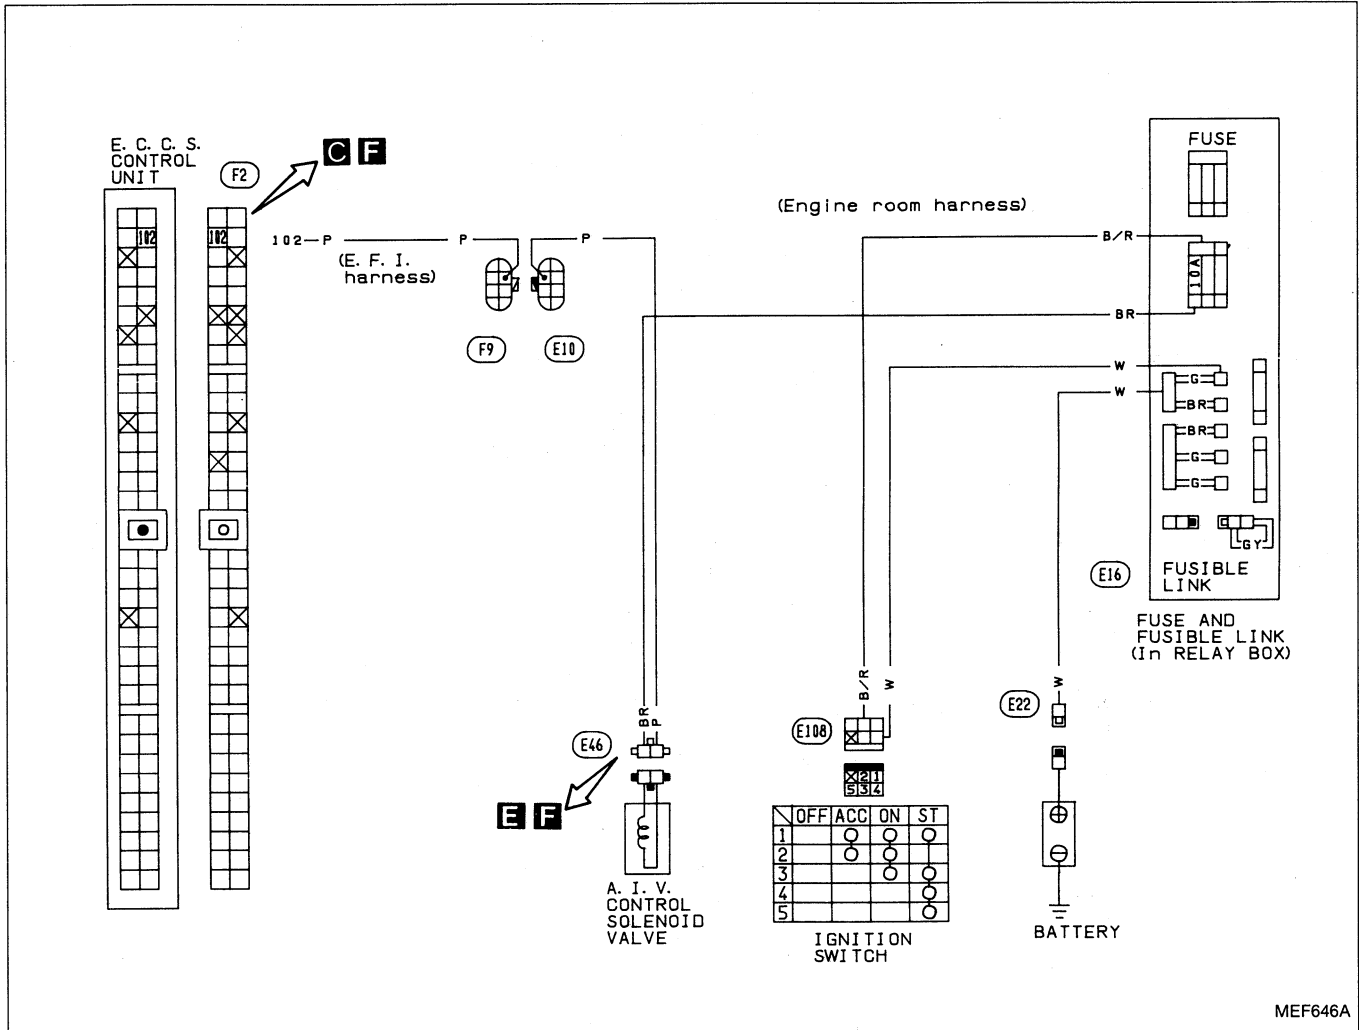 E. C. C. S.
CONTROL
UNIT
F2
C F
102
102
102 P P P
(E. F. I.
harness)
F9
E10
(Engine room harness)
FUSE
B/R
10A
BR
W
W
G
BR
BR
G
G
GY
FUSIBLE
LINK
E16
FUSE AND
FUSIBLE LINK
(In RELAY BOX)
BR
P
E46
E F
A. I. V.
CONTROL
SOLENOID
VALVE
B/R
W
E108
2 1
5 3 4
OFF ACC ON ST
1
2
3
4
5
IGNITION
SWITCH
W
E22
BATTERY
MEF646A